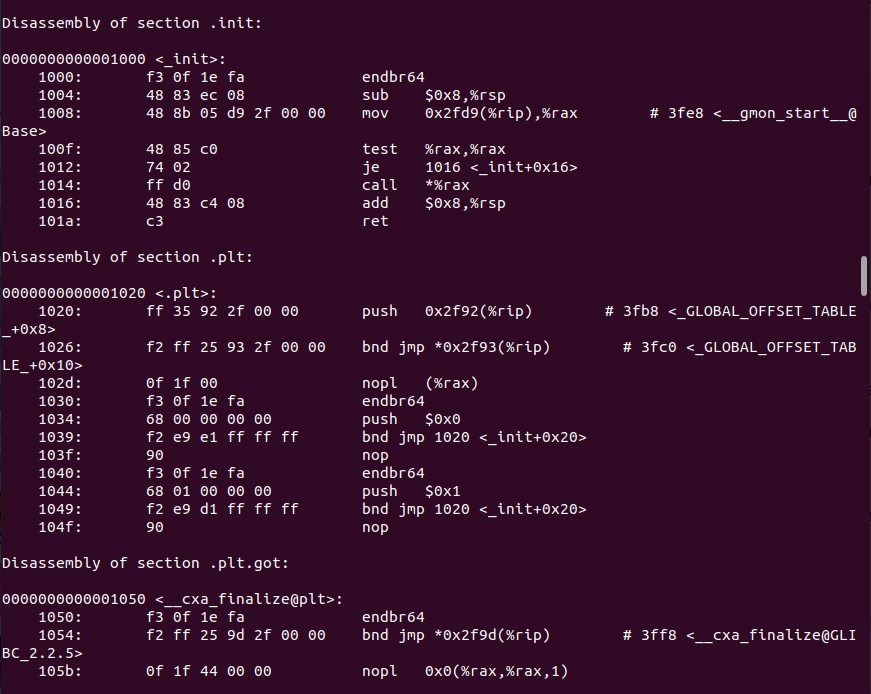 Disassembly of section .init:

0000000000001000 <_init>:
    1000:       f3 0f 1e fa             endbr64
    1004:       48 83 ec 08             sub    $0x8,%rsp
    1008:       48 8b 05 d9 2f 00 00    mov    0x2fd9(%rip),%rax        # 3fe8 <__gmon_start__@
Base>
    100f:       48 85 c0                test   %rax,%rax
    1012:       74 02                   je     1016 <_init+0x16>
    1014:       ff d0                   call   *%rax
    1016:       48 83 c4 08             add    $0x8,%rsp
    101a:       c3                      ret

Disassembly of section .plt:

0000000000001020 <.plt>:
    1020:       ff 35 92 2f 00 00       push   0x2f92(%rip)        # 3fb8 <_GLOBAL_OFFSET_TABLE
_+0x8>
    1026:       f2 ff 25 93 2f 00 00    bnd jmp *0x2f93(%rip)        # 3fc0 <_GLOBAL_OFFSET_TAB
LE_+0x10>
    102d:       0f 1f 00                nopl   (%rax)
    1030:       f3 0f 1e fa             endbr64
    1034:       68 00 00 00 00          push   $0x0
    1039:       f2 e9 e1 ff ff ff       bnd jmp 1020 <_init+0x20>
    103f:       90                      nop
    1040:       f3 0f 1e fa             endbr64
    1044:       68 01 00 00 00          push   $0x1
    1049:       f2 e9 d1 ff ff ff       bnd jmp 1020 <_init+0x20>
    104f:       90                      nop

Disassembly of section .plt.got:

0000000000001050 <__cxa_finalize@plt>:
    1050:       f3 0f 1e fa             endbr64
    1054:       f2 ff 25 9d 2f 00 00    bnd jmp *0x2f9d(%rip)        # 3ff8 <__cxa_finalize@GLI
BC_2.2.5>
    105b:       0f 1f 44 00 00          nopl   0x0(%rax,%rax,1)